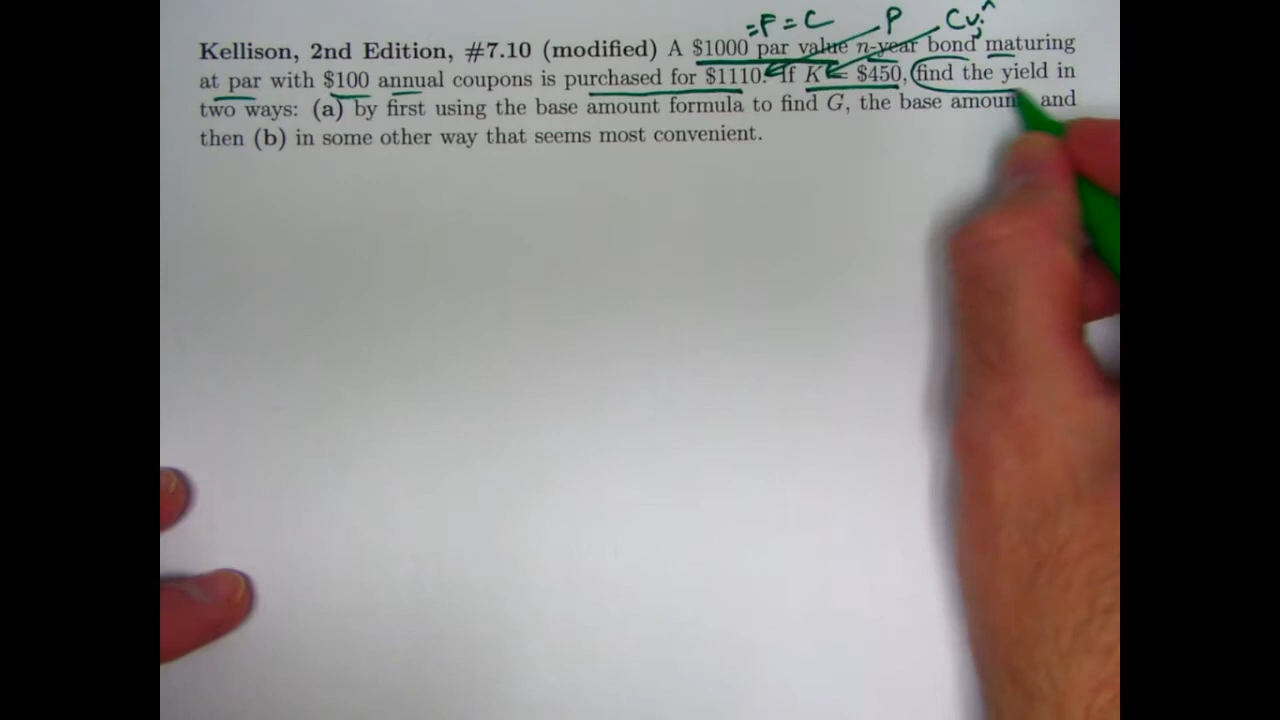 =F=C P Cvⱼⁿ
Kellison, 2nd Edition, #7.10 (modified) A $1000 par value n-year bond maturing
at par with $100 annual coupons is purchased for $1110. If K = $450, find the yield in
two ways: (a) by first using the base amount formula to find G, the base amount, and
then (b) in some other way that seems most convenient.